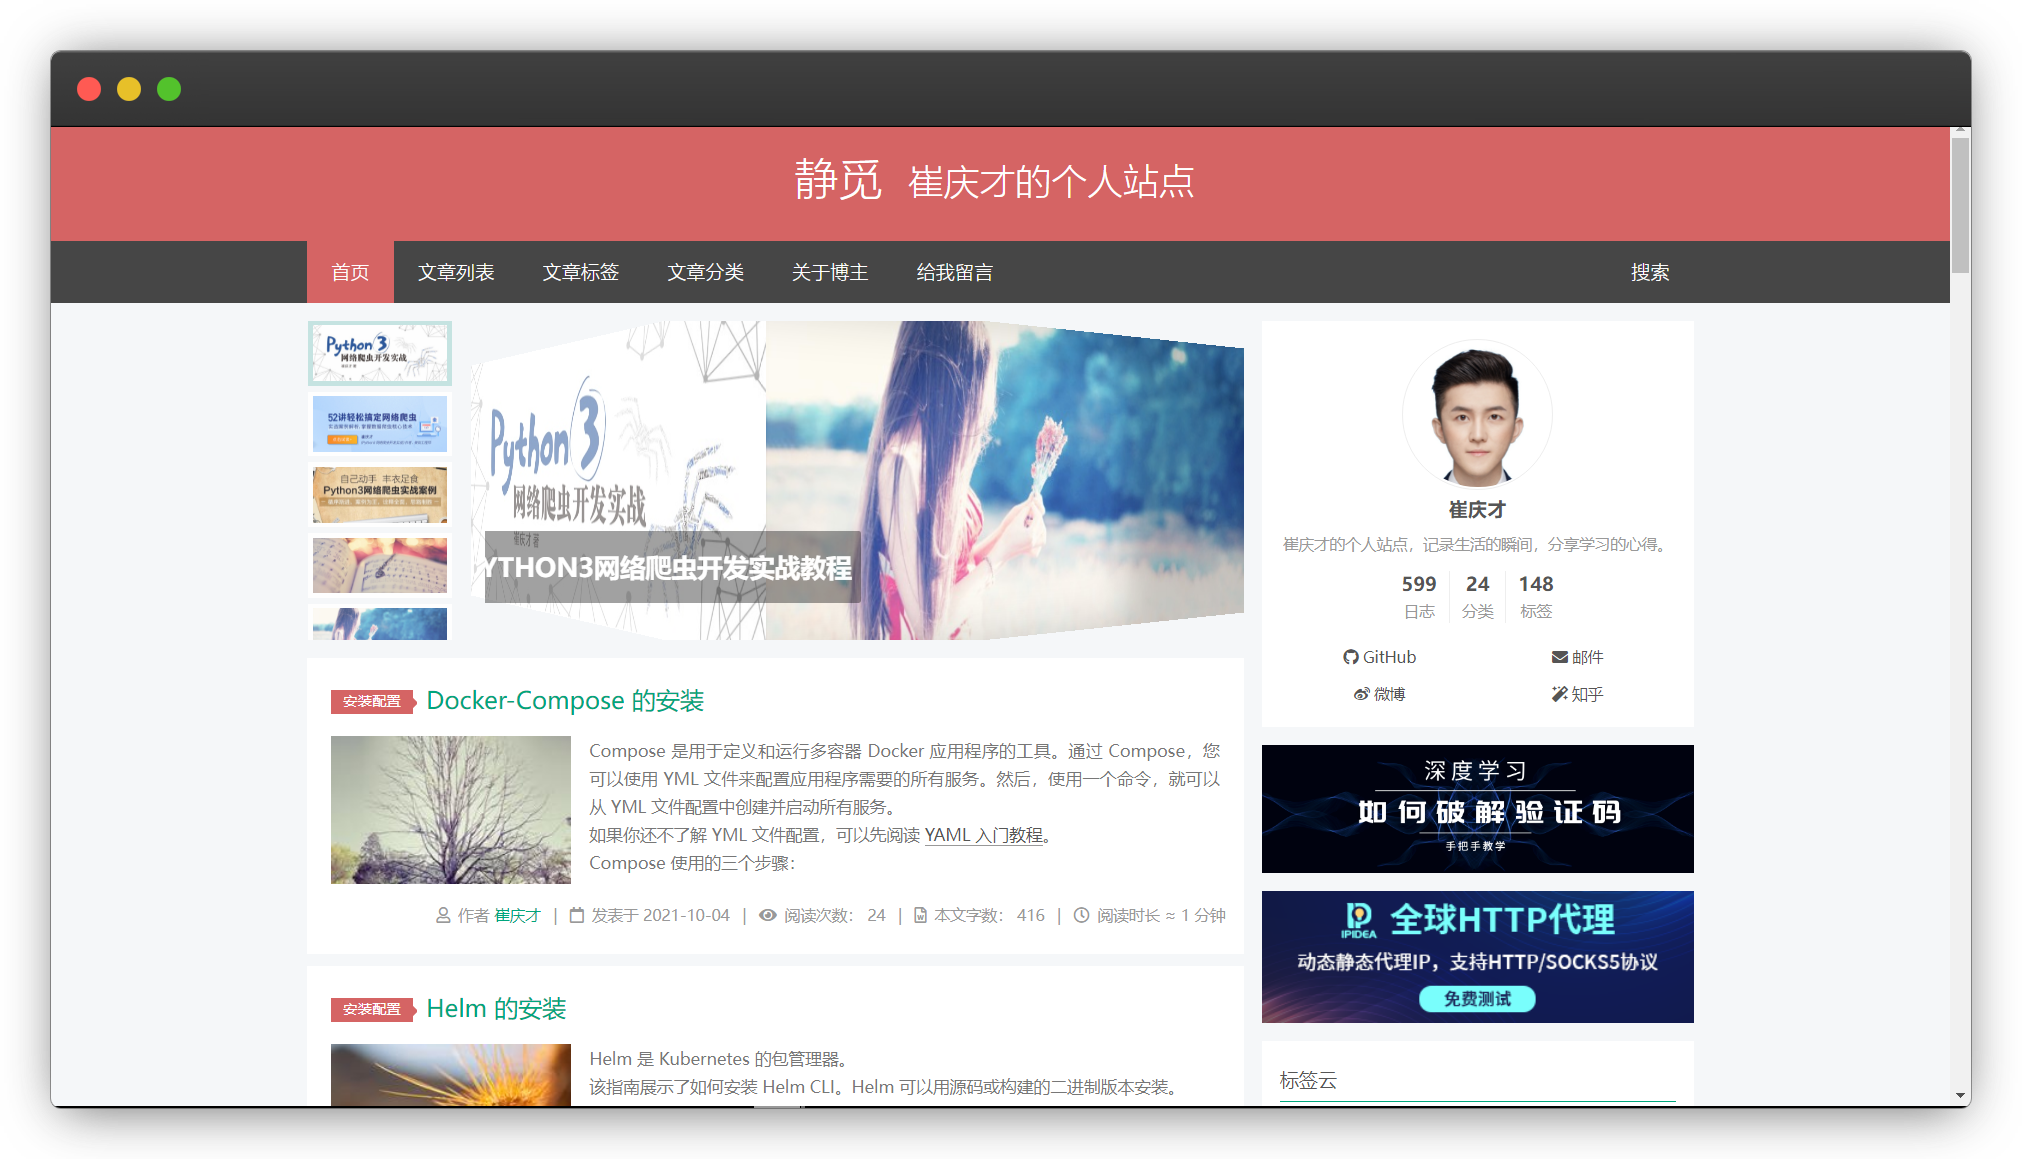 静觅 崔庆才的个人站点
首页 文章列表 文章标签 文章分类 关于博主 给我留言 搜索
Python 3
网络爬虫开发实战
52讲轻松搞定网络爬虫
自己动手 丰衣足食
Python3网络爬虫实战案例
Python 3
网络爬虫开发实战
崔庆才 著
YTHON3网络爬虫开发实战教程
安装配置 Docker-Compose 的安装
Compose 是用于定义和运行多容器 Docker 应用程序的工具。通过 Compose，您
可以使用 YML 文件来配置应用程序需要的所有服务。然后，使用一个命令，就可以
从 YML 文件配置中创建并启动所有服务。
如果你还不了解 YML 文件配置，可以先阅读 YAML 入门教程。
Compose 使用的三个步骤：
作者 崔庆才 | 发表于 2021-10-04 | 阅读次数： 24 | 本文字数： 416 | 阅读时长 ≈ 1 分钟
安装配置 Helm 的安装
Helm 是 Kubernetes 的包管理器。
该指南展示了如何安装 Helm CLI。Helm 可以用源码或构建的二进制版本安装。
崔庆才
崔庆才的个人站点，记录生活的瞬间，分享学习的心得。
599 24 148
日志 分类 标签
GitHub 邮件
微博 知乎
深度学习
如何破解验证码
手把手教学
IPIDEA 全球HTTP代理
动态静态代理IP，支持HTTP/SOCKS5协议
免费测试
标签云